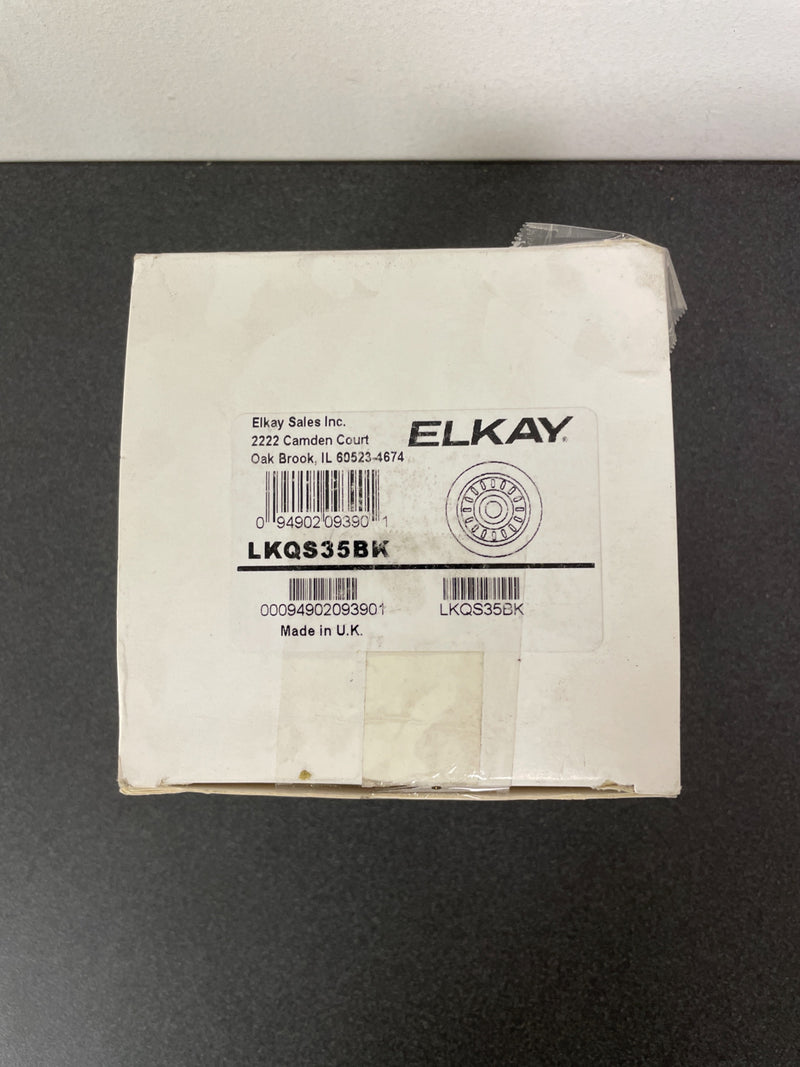 Elkay Sales Inc.
2222 Camden Court
Oak Brook, IL 60523-4674
ELKAY®
0 94902 09390 1
LKQS35BK
00094902093901
LKQS35BK
Made in U.K.